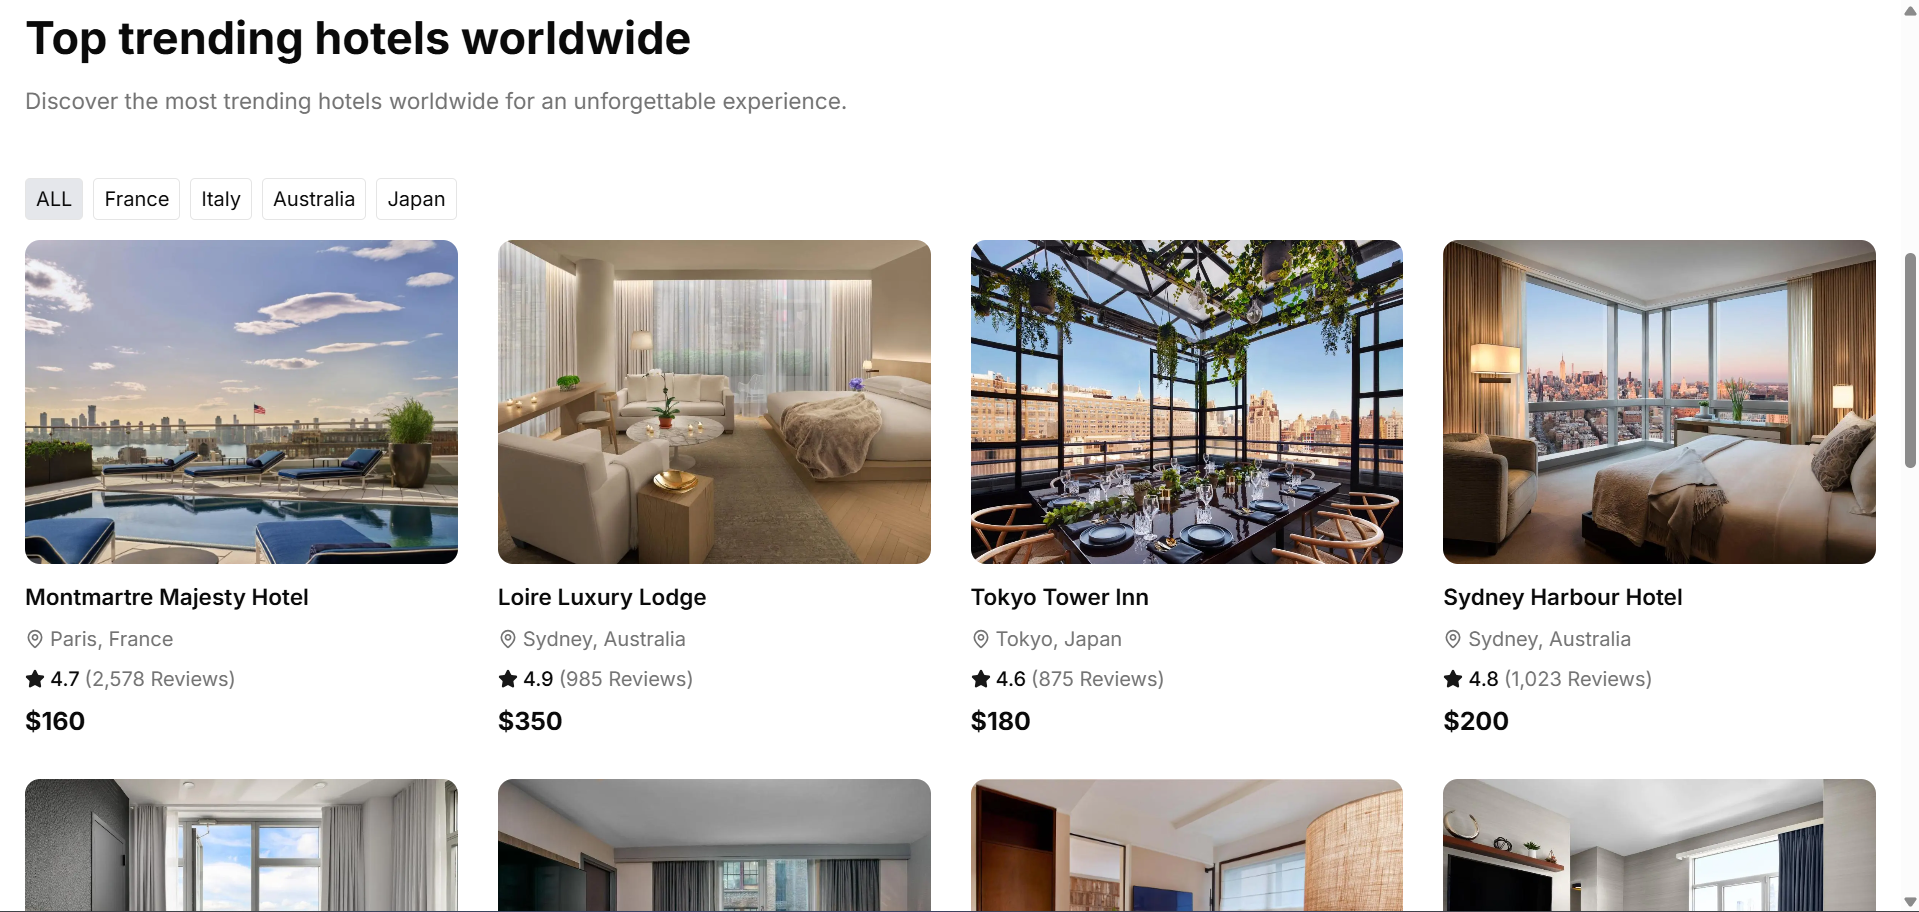 Top trending hotels worldwide
Discover the most trending hotels worldwide for an unforgettable experience.
ALL
France
Italy
Australia
Japan
Montmartre Majesty Hotel
Paris, France
4.7 (2,578 Reviews)
$160
Loire Luxury Lodge
Sydney, Australia
4.9 (985 Reviews)
$350
Tokyo Tower Inn
Tokyo, Japan
4.6 (875 Reviews)
$180
Sydney Harbour Hotel
Sydney, Australia
4.8 (1,023 Reviews)
$200